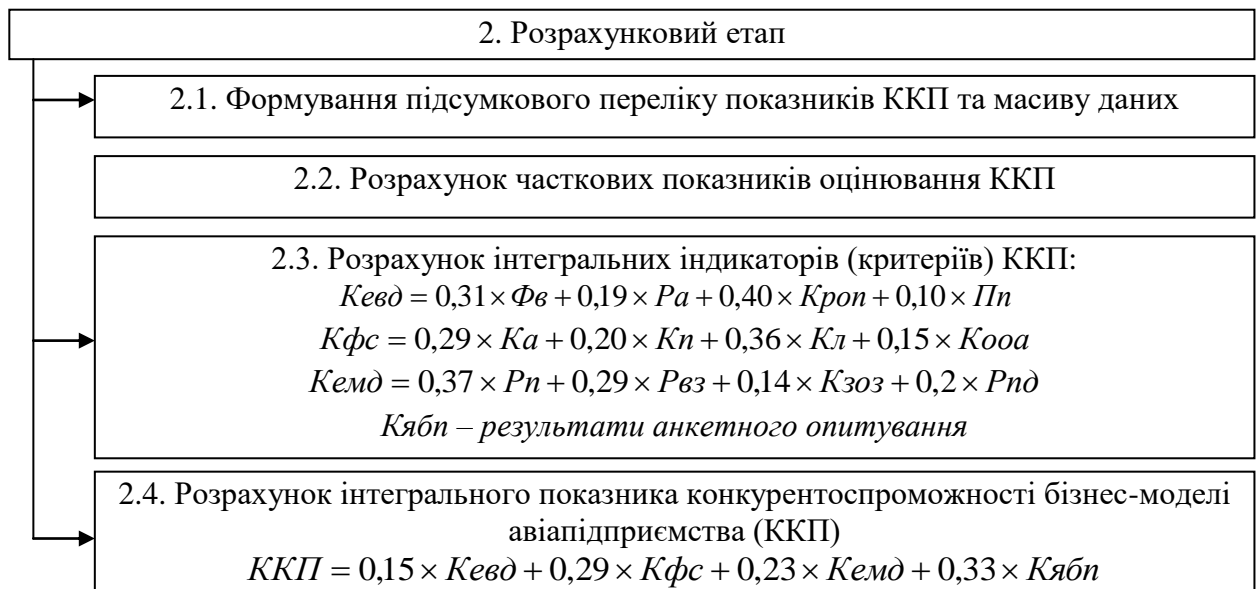 2. Розрахунковий етап
2.1. Формування підсумкового переліку показників ККП та масиву даних
2.2. Розрахунок часткових показників оцінювання ККП
2.3. Розрахунок інтегральних індикаторів (критеріїв) ККП:
Кевд = 0,31 × Фв + 0,19 × Ра + 0,40 × Кроп + 0,10 × Пп
Кфс = 0,29 × Ка + 0,20 × Кп + 0,36 × Кл + 0,15 × Кооа
Кемд = 0,37 × Рп + 0,29 × Рвз + 0,14 × Кзоз + 0,2 × Рпд
Кябп – результати анкетного опитування
2.4. Розрахунок інтегрального показника конкурентоспроможності бізнес-моделі
авіапідприємства (ККП)
ККП = 0,15 × Кевд + 0,29 × Кфс + 0,23 × Кемд + 0,33 × Кябп